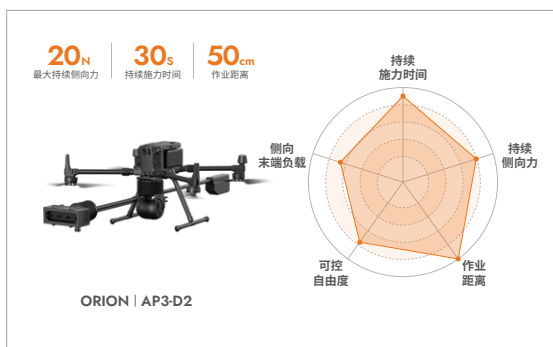 20N
30S
50cm
最大持续侧向力
持续施力时间
作业距离
持续
施力时间
侧向
末端负载
持续
侧向力
可控
自由度
作业
距离
ORION | AP3-D2